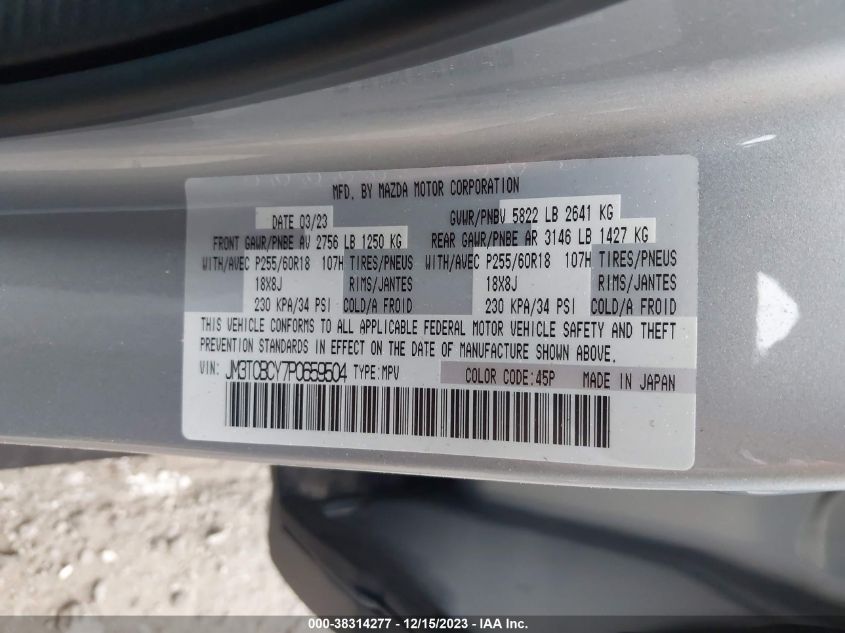 MFD. BY MAZDA MOTOR CORPORATION
DATE 03/23 GVWR/PNBV 5822 LB 2641 KG
FRONT GAWR/PNBE AV 2756 LB 1250 KG REAR GAWR/PNBE AR 3146 LB 1427 KG
WITH/AVEC P255/60R18 107H TIRES/PNEUS WITH/AVEC P255/60R18 107H TIRES/PNEUS
18X8J RIMS/JANTES 18X8J RIMS/JANTES
230 KPA/34 PSI COLD/A FROID 230 KPA/34 PSI COLD/A FROID
THIS VEHICLE CONFORMS TO ALL APPLICABLE FEDERAL MOTOR VEHICLE SAFETY AND THEFT
PREVENTION STANDARDS IN EFFECT ON THE DATE OF MANUFACTURE SHOWN ABOVE.
VIN: JM3TCBCY7P0659504 TYPE:MPV COLOR CODE:45P MADE IN JAPAN
000-38314277 - 12/15/2023 - IAA Inc.